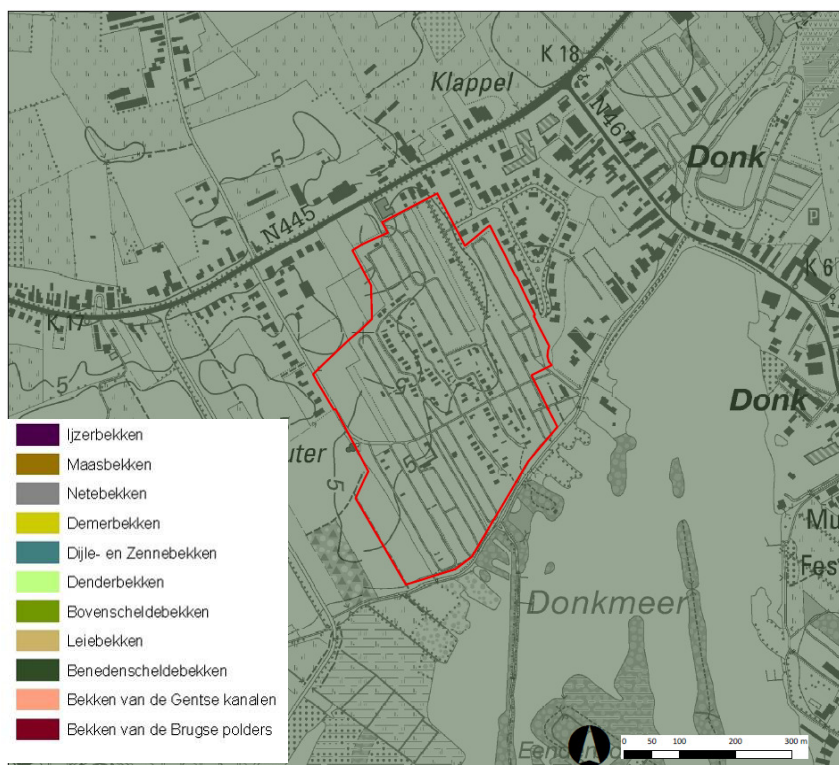 K 18
Klappel
N467
Donk
P
5
N445
K 6
K 17
5
5
Donk
uter
5
5
Mu
Fes
Donkmeer
Ijzerbekken
Maasbekken
Netebekken
Demerbekken
Dijle- en Zennebekken
Denderbekken
Bovenscheldebekken
Leiebekken
Benedenscheldebekken
Bekken van de Gentse kanalen
Bekken van de Brugse polders
0 50 100 200 300 m